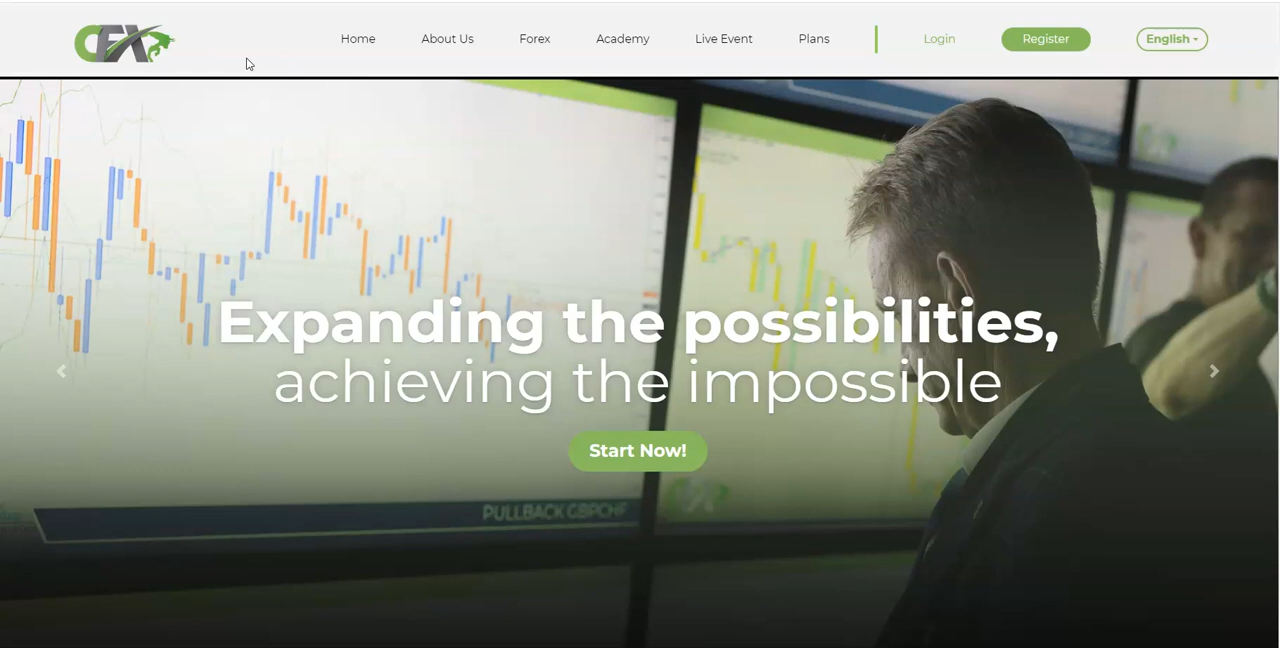 CFX
Home
About Us
Forex
Academy
Live Event
Plans
Login
Register
English
Expanding the possibilities,
achieving the impossible
Start Now!
PULLBACK GBPCHF